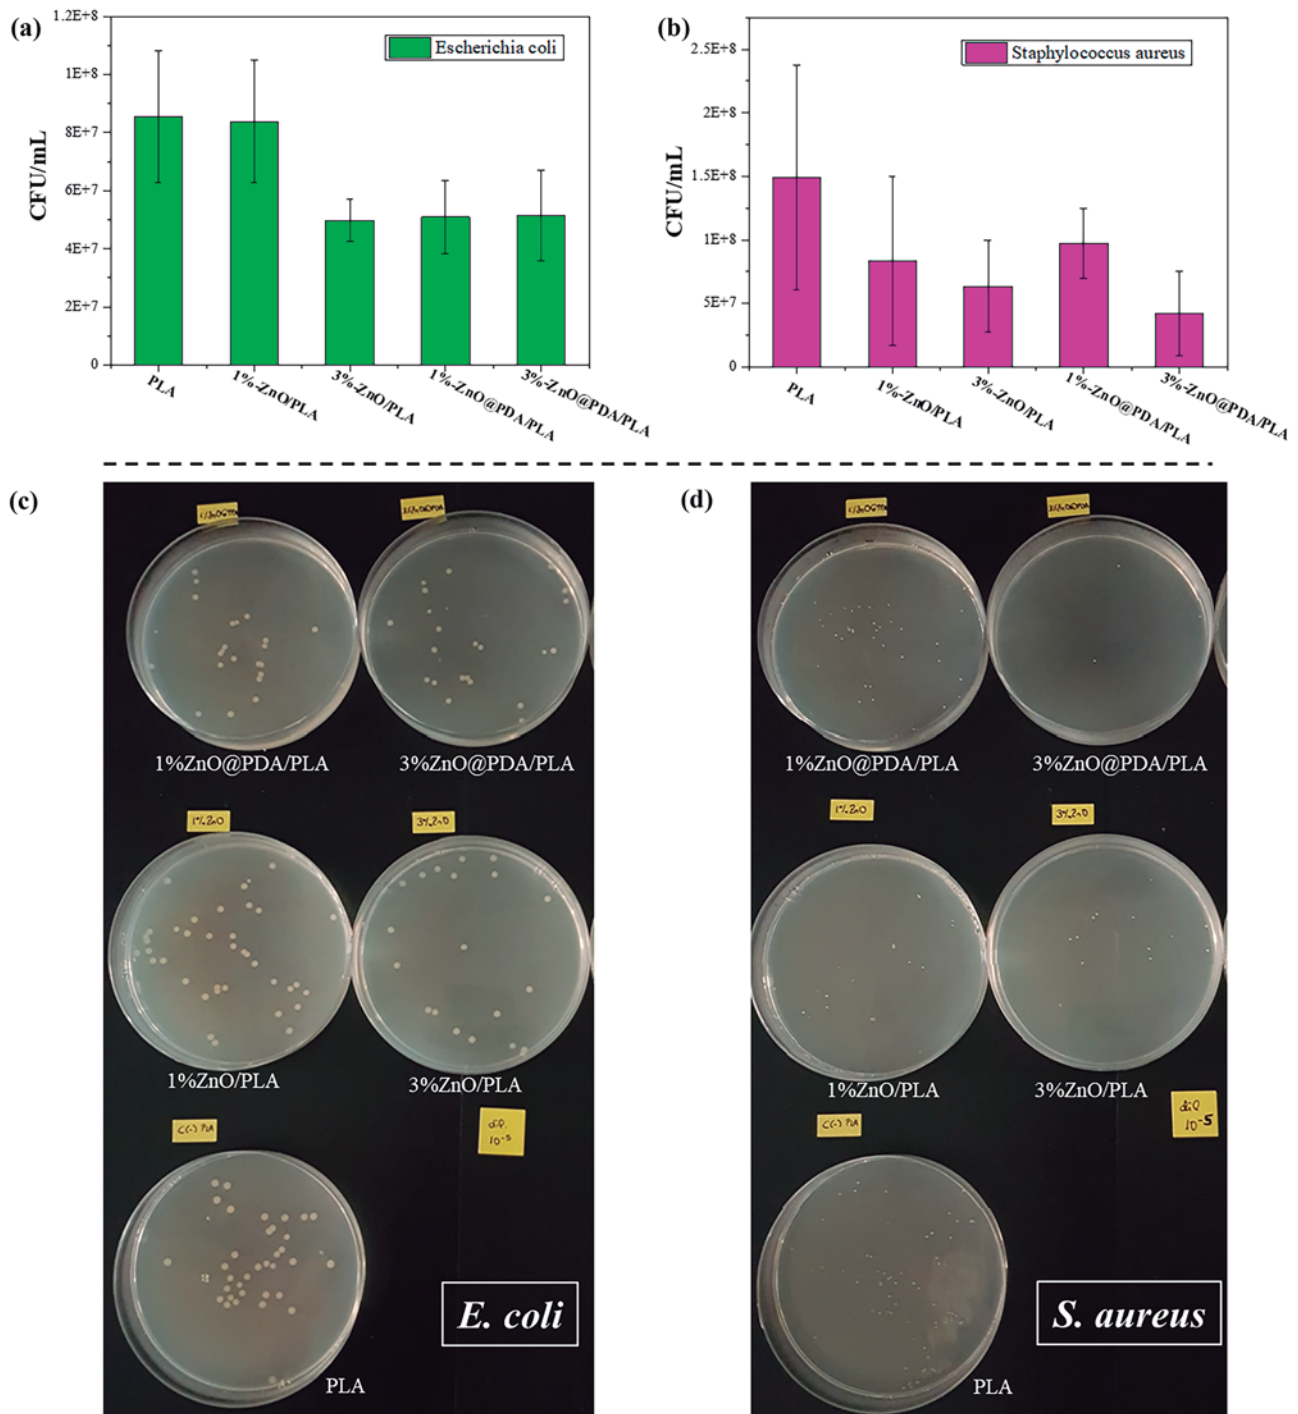 (a)
1.2E+8
1E+8
8E+7
6E+7
4E+7
2E+7
0
CFU/mL
Escherichia coli
PLA
1%-ZnO/PLA
3%-ZnO/PLA
1%-ZnO@PDA/PLA
3%-ZnO@PDA/PLA
(b)
2.5E+8
2E+8
1.5E+8
1E+8
5E+7
0
CFU/mL
Staphylococcus aureus
PLA
1%-ZnO/PLA
3%-ZnO/PLA
1%-ZnO@PDA/PLA
3%-ZnO@PDA/PLA
(c)
1%ZnO@PDA/PLA
3%ZnO@PDA/PLA
1%ZnO
3%ZnO
1%ZnO/PLA
3%ZnO/PLA
C(-) PLA
dil.
10-5
E. coli
PLA
(d)
1%ZnO@PDA/PLA
3%ZnO@PDA/PLA
1%ZnO
3%ZnO
1%ZnO/PLA
3%ZnO/PLA
C(-) PLA
dil
10-5
S. aureus
PLA